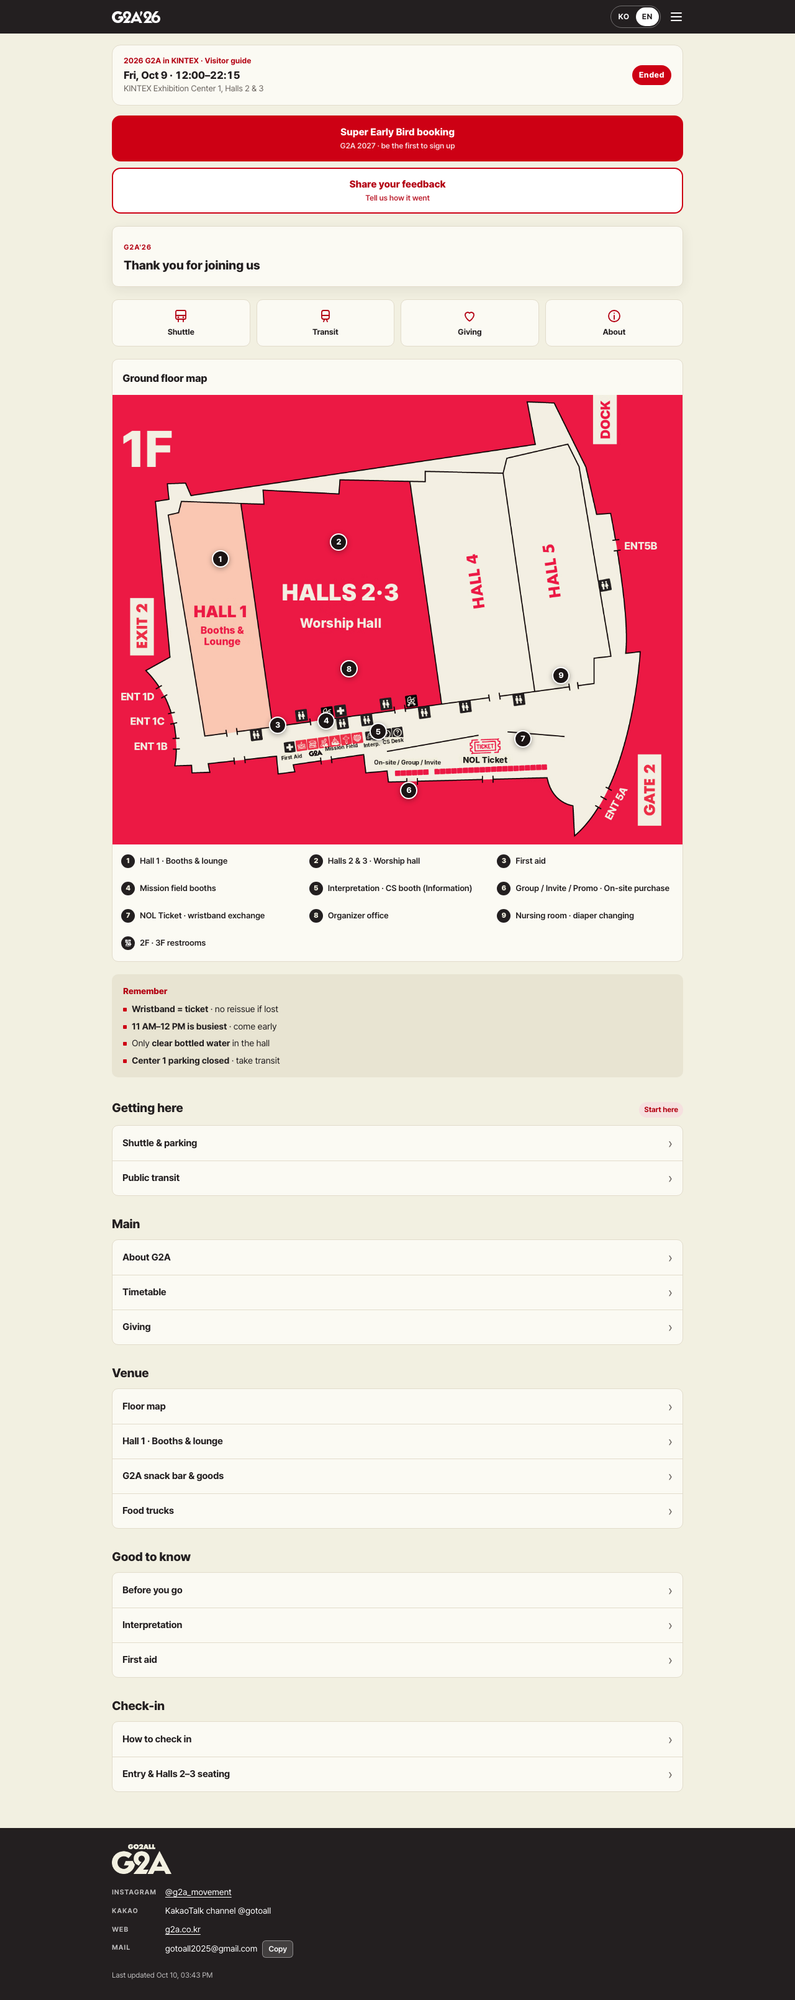 G2A'26
KO EN
2026 G2A in KINTEX · Visitor guide
Fri, Oct 9 · 12:00–22:15
KINTEX Exhibition Center 1, Halls 2 & 3
Ended
Super Early Bird booking
G2A 2027 · be the first to sign up
Share your feedback
Tell us how it went
G2A'26
Thank you for joining us
Shuttle
Transit
Giving
About
Ground floor map
1F
DOCK
ENT5B
HALL 5
HALL 4
2
HALLS 2·3
Worship Hall
1
HALL 1
Booths &
Lounge
EXIT 2
8
9
ENT 1D
ENT 1C
ENT 1B
3
4
5
7
6
First Aid
G2A
Mission Field
Interp.
CS Desk
On-site / Group / Invite
TICKET
NOL Ticket
ENT 5A
GATE 2
1 Hall 1 · Booths & lounge
2 Halls 2 & 3 · Worship hall
3 First aid
4 Mission field booths
5 Interpretation · CS booth (Information)
6 Group / Invite / Promo · On-site purchase
7 NOL Ticket · wristband exchange
8 Organizer office
9 Nursing room · diaper changing
2F · 3F restrooms
Remember
Wristband = ticket · no reissue if lost
11 AM–12 PM is busiest · come early
Only clear bottled water in the hall
Center 1 parking closed · take transit
Getting here
Start here
Shuttle & parking
Public transit
Main
About G2A
Timetable
Giving
Venue
Floor map
Hall 1 · Booths & lounge
G2A snack bar & goods
Food trucks
Good to know
Before you go
Interpretation
First aid
Check-in
How to check in
Entry & Halls 2–3 seating
GO2ALL
G2A
INSTAGRAM @g2a_movement
KAKAO KakaoTalk channel @gotoall
WEB g2a.co.kr
MAIL gotoall2025@gmail.com Copy
Last updated Oct 10, 03:43 PM